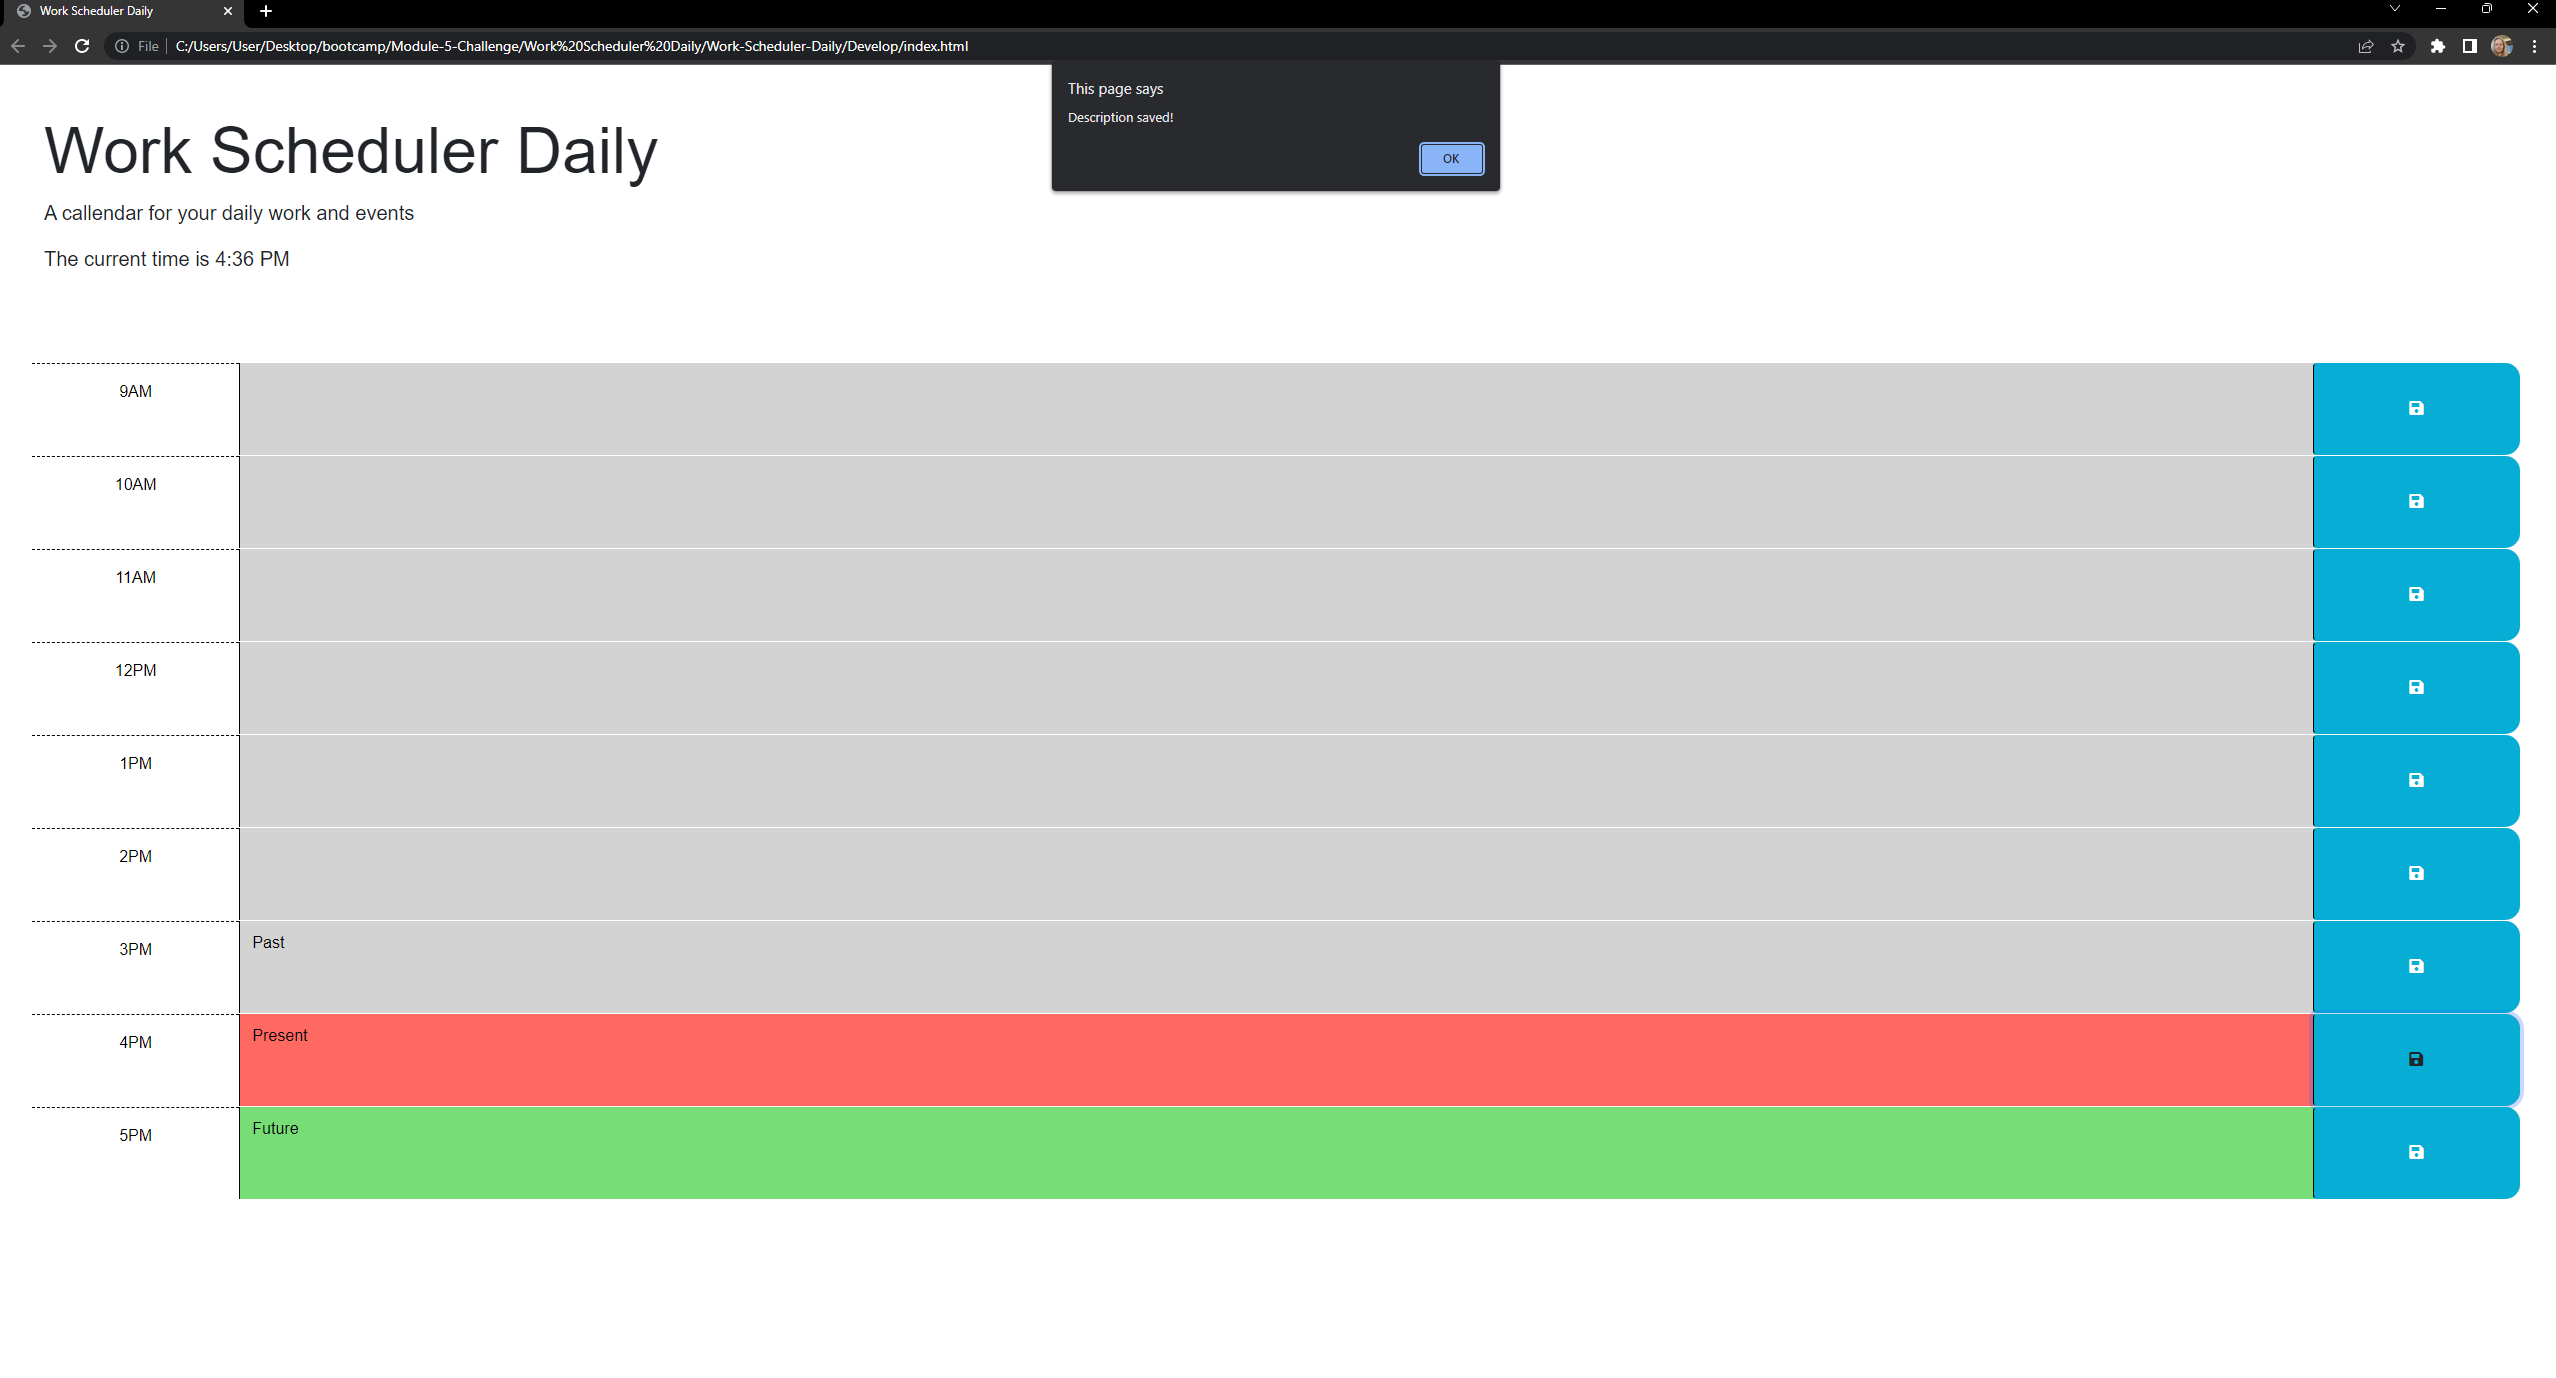 Work Scheduler Daily
File
C:/Users/User/Desktop/bootcamp/Module-5-Challenge/Work%20Scheduler%20Daily/Work-Scheduler-Daily/Develop/index.html
This page says
Description saved!
OK
Work Scheduler Daily
A callendar for your daily work and events
The current time is 4:36 PM
9AM
10AM
11AM
12PM
1PM
2PM
3PM Past
4PM Present
5PM Future